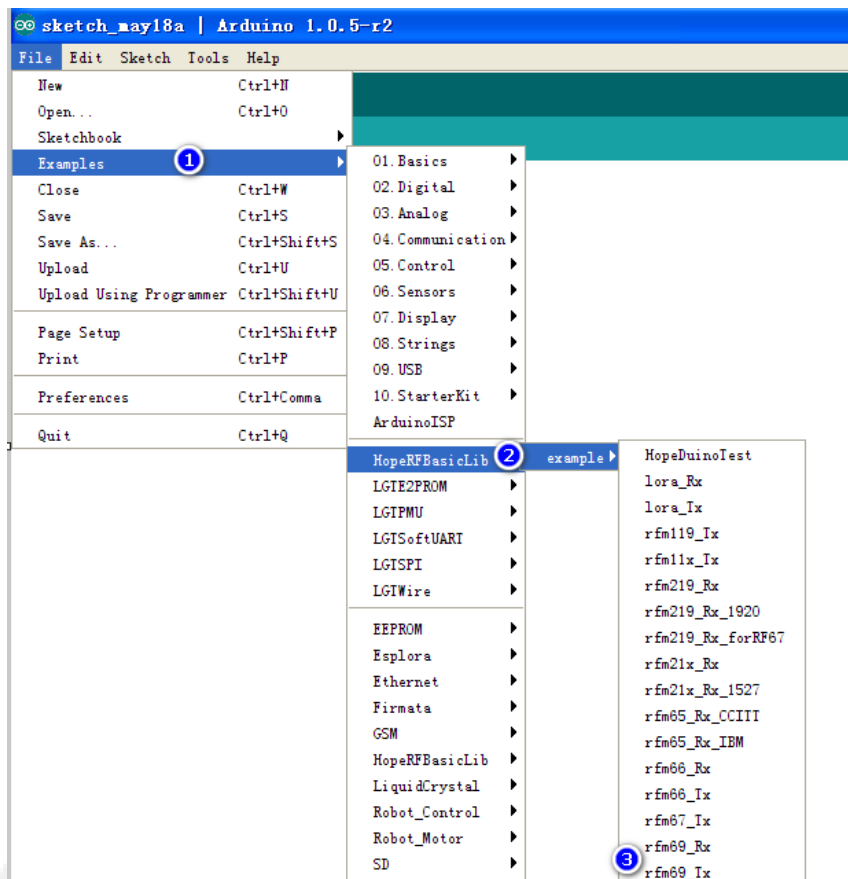 sketch_may18a | Arduino 1.0.5-r2
File Edit Sketch Tools Help
New Ctrl+N
Open... Ctrl+O
Sketchbook
Examples 1
Close Ctrl+W
Save Ctrl+S
Save As... Ctrl+Shift+S
Upload Ctrl+U
Upload Using Programmer Ctrl+Shift+U
Page Setup Ctrl+Shift+P
Print Ctrl+P
Preferences Ctrl+Comma
Quit Ctrl+Q
01.Basics
02.Digital
03.Analog
04.Communication
05.Control
06.Sensors
07.Display
08.Strings
09.USB
10.StarterKit
ArduinoISP
HopeRFBasicLib 2
LGTE2PROM
LGTPMU
LGTSoftUART
LGTSPI
LGTWire
EEPROM
Esplora
Ethernet
Firmata
GSM
HopeRFBasicLib
LiquidCrystal
Robot_Control
Robot_Motor
SD
example
HopeDuinoTest
lora_Rx
lora_Tx
rfm119_Tx
rfm11x_Tx
rfm219_Rx
rfm219_Rx_1920
rfm219_Rx_forRF67
rfm21x_Rx
rfm21x_Rx_1527
rfm65_Rx_CCITT
rfm65_Rx_IBM
rfm66_Rx
rfm66_Tx
rfm67_Tx
rfm69_Rx
3 rfm69_Tx